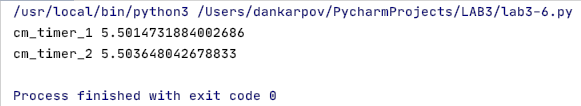 /usr/local/bin/python3 /Users/dankarpov/PycharmProjects/LAB3/lab3-6.py
cm_timer_1 5.5014731884002686
cm_timer_2 5.503648042678833
Process finished with exit code 0